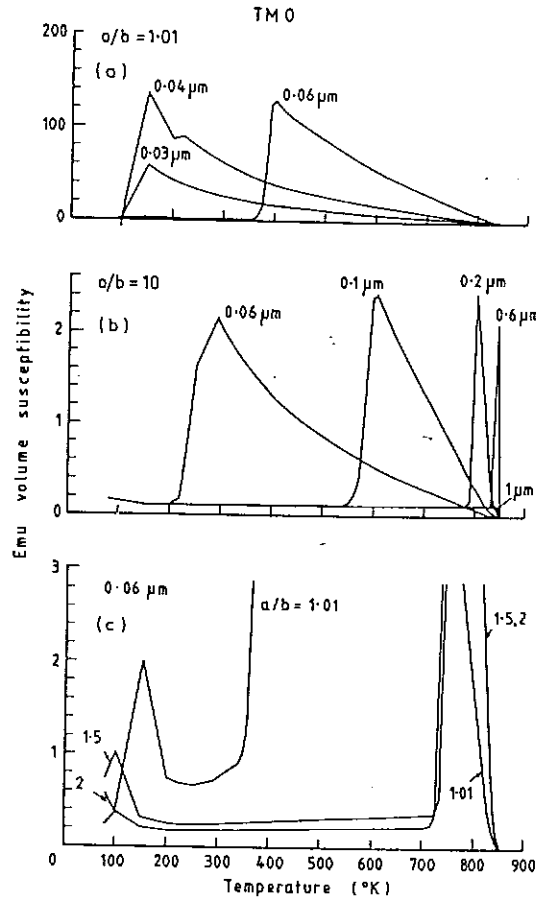 TMO
200
100
0
a/b = 1·01
(a)
0·04 µm
0·03 µm
0·06 µm
Emu volume susceptibility
2
1
0
a/b = 10
(b)
0·06 µm
0·1 µm
0·2 µm
0·6 µm
1 µm
3
2
1
0·06 µm
(c)
a/b = 1·01
1·5
2
1·5,2
1·01
0 100 200 300 400 500 600 700 800 900
Temperature (°K)